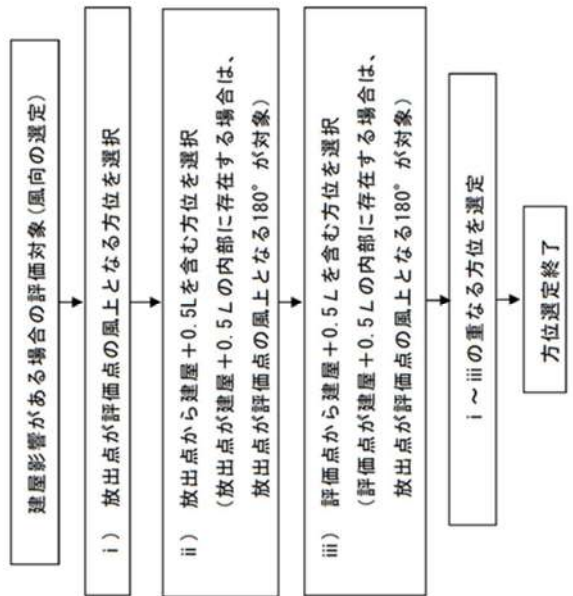 建屋影響がある場合の評価対象(風向の選定)
i) 放出点が評価点の風上となる方位を選択
ii) 放出点から建屋+0.5Lを含む方位を選択
(放出点が建屋+0.5Lの内部に存在する場合は、
放出点が評価点の風上となる180°が対象)
iii) 評価点から建屋+0.5Lを含む方位を選択
(評価点が建屋+0.5Lの内部に存在する場合は、
放出点が評価点の風上となる180°が対象)
i~iiiの重なる方位を選定
方位選定終了